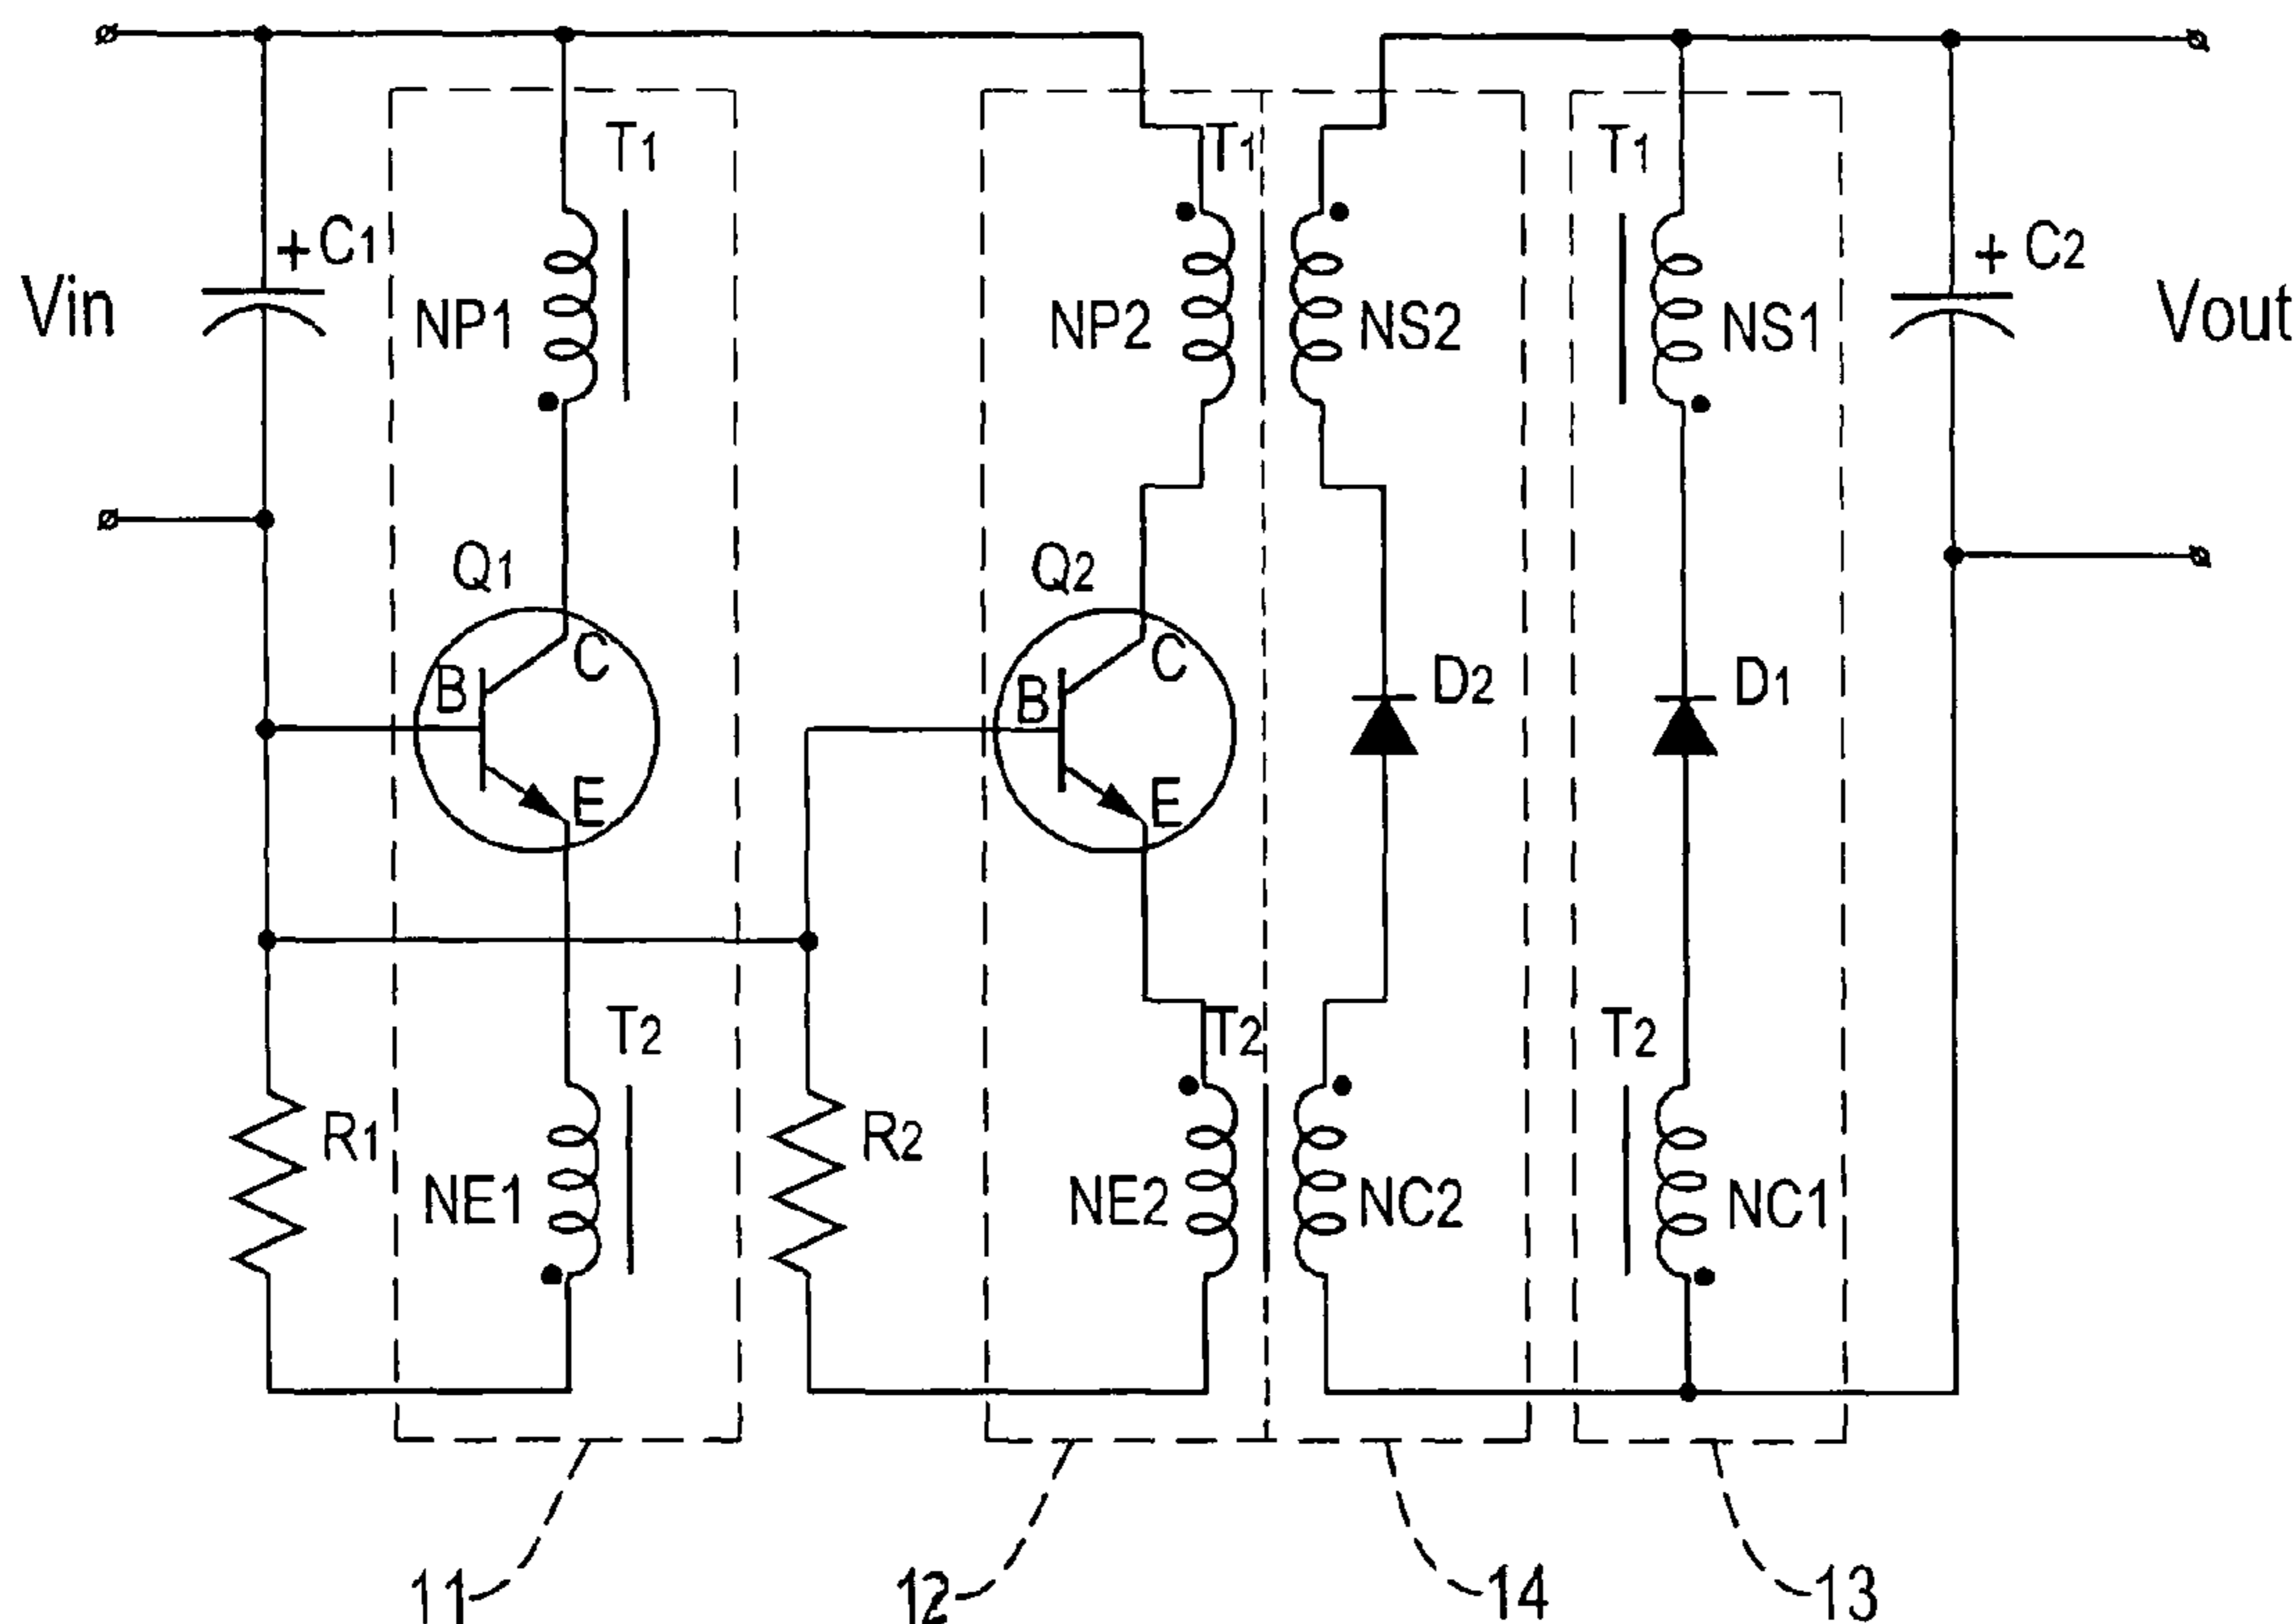 T1
T1
T1
+ C1
+ C2
Vin
NP1
NP2
NS2
NS1
Vout
Q1
Q2
C
B
E
C
B
E
D2
D1
T2
T2
T2
R1
R2
NE1
NE2
NC2
NC1
11
12
14
13